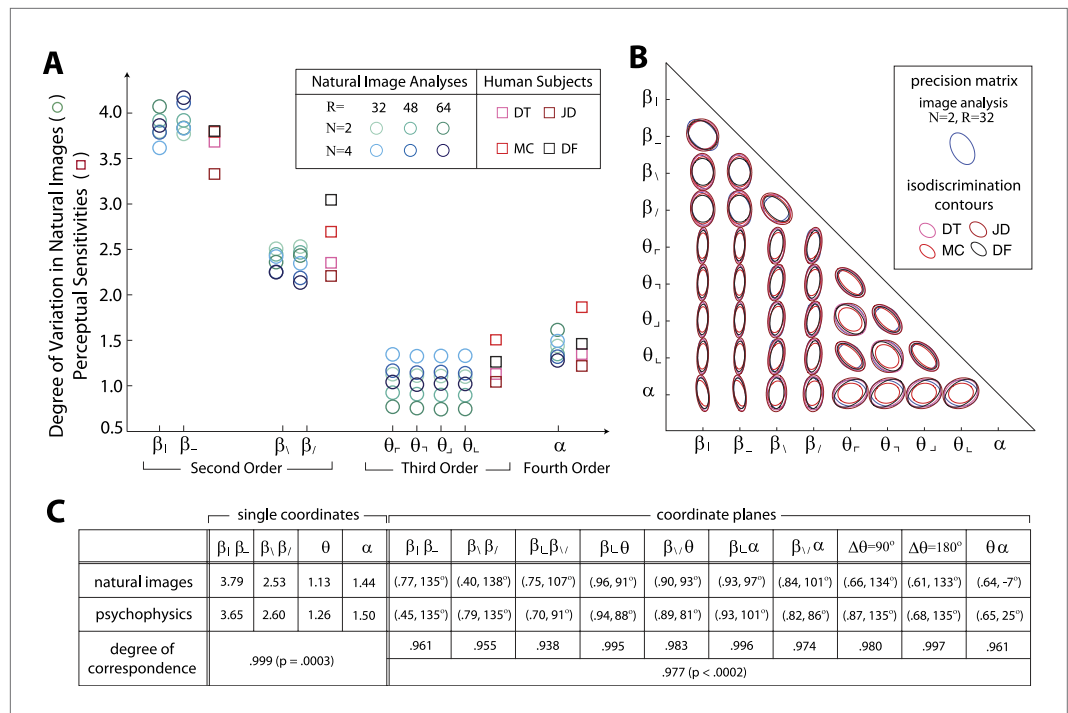 A
Degree of Variation in Natural Images ( )
Perceptual Sensitivities ( )
4.0
3.5
3.0
2.5
2.0
1.5
1.0
0.5
Natural Image Analyses
Human Subjects
R= 32 48 64
N=2
N=4
DT JD
MC DF
β| β_ β\ β/ θ⌜ θ⌝ θ⌟ θ⌞ α
Second Order Third Order Fourth Order
B
precision matrix
image analysis
N=2, R=32
isodiscrimination
contours
DT JD
MC DF
β|
β_
β\
β/
θ⌜
θ⌝
θ⌟
θ⌞
α
β| β_ β\ β/ θ⌜ θ⌝ θ⌟ θ⌞ α
C
single coordinates coordinate planes
β| β_ β\ β/ θ α β| β_ β\ β/ β∟β\/ β∟θ β\/θ β∟α β\/α Δθ=90° Δθ=180° θα
natural images 3.79 2.53 1.13 1.44 (.77, 135°) (.40, 138°) (.75, 107°) (.96, 91°) (.90, 93°) (.93, 97°) (.84, 101°) (.66, 134°) (.61, 133°) (.64, -7°)
psychophysics 3.65 2.60 1.26 1.50 (.45, 135°) (.79, 135°) (.70, 91°) (.94, 88°) (.89, 81°) (.93, 101°) (.82, 86°) (.87, 135°) (.68, 135°) (.65, 25°)
degree of
correspondence
.999 (p = .0003)
.961 .955 .938 .995 .983 .996 .974 .980 .997 .961
.977 (p < .0002)